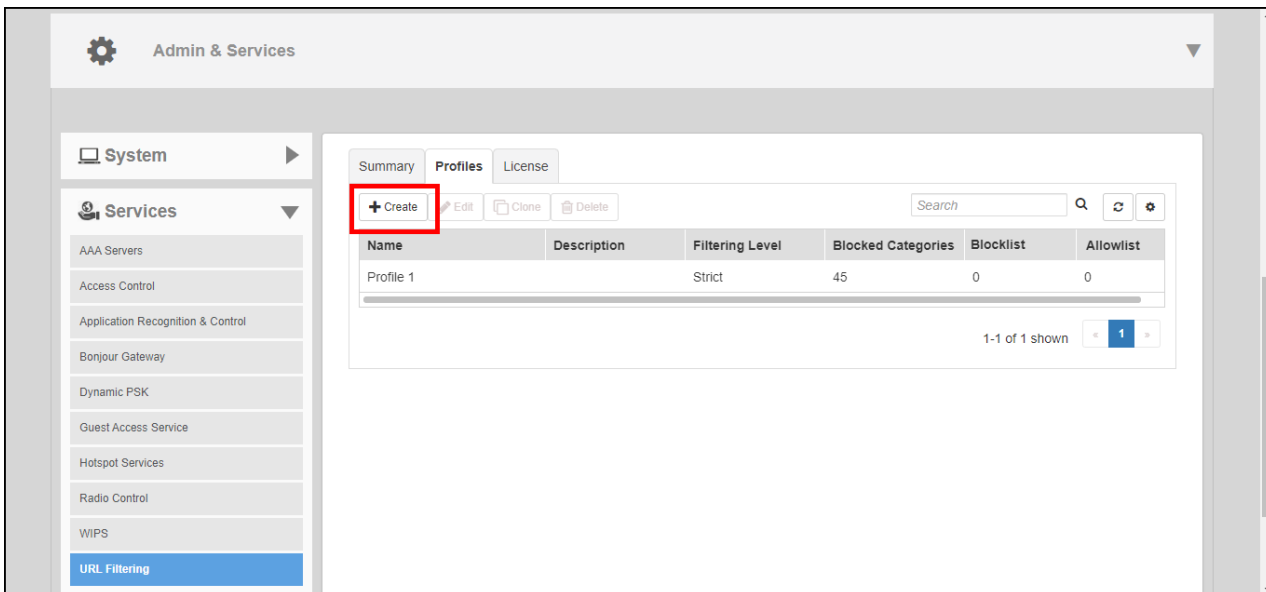 Admin & Services
System
Services
AAA Servers
Access Control
Application Recognition & Control
Bonjour Gateway
Dynamic PSK
Guest Access Service
Hotspot Services
Radio Control
WIPS
URL Filtering
Summary Profiles License
Create Edit Clone Delete Search
Name Description Filtering Level Blocked Categories Blocklist Allowlist
Profile 1 Strict 45 0 0
1-1 of 1 shown « 1 »